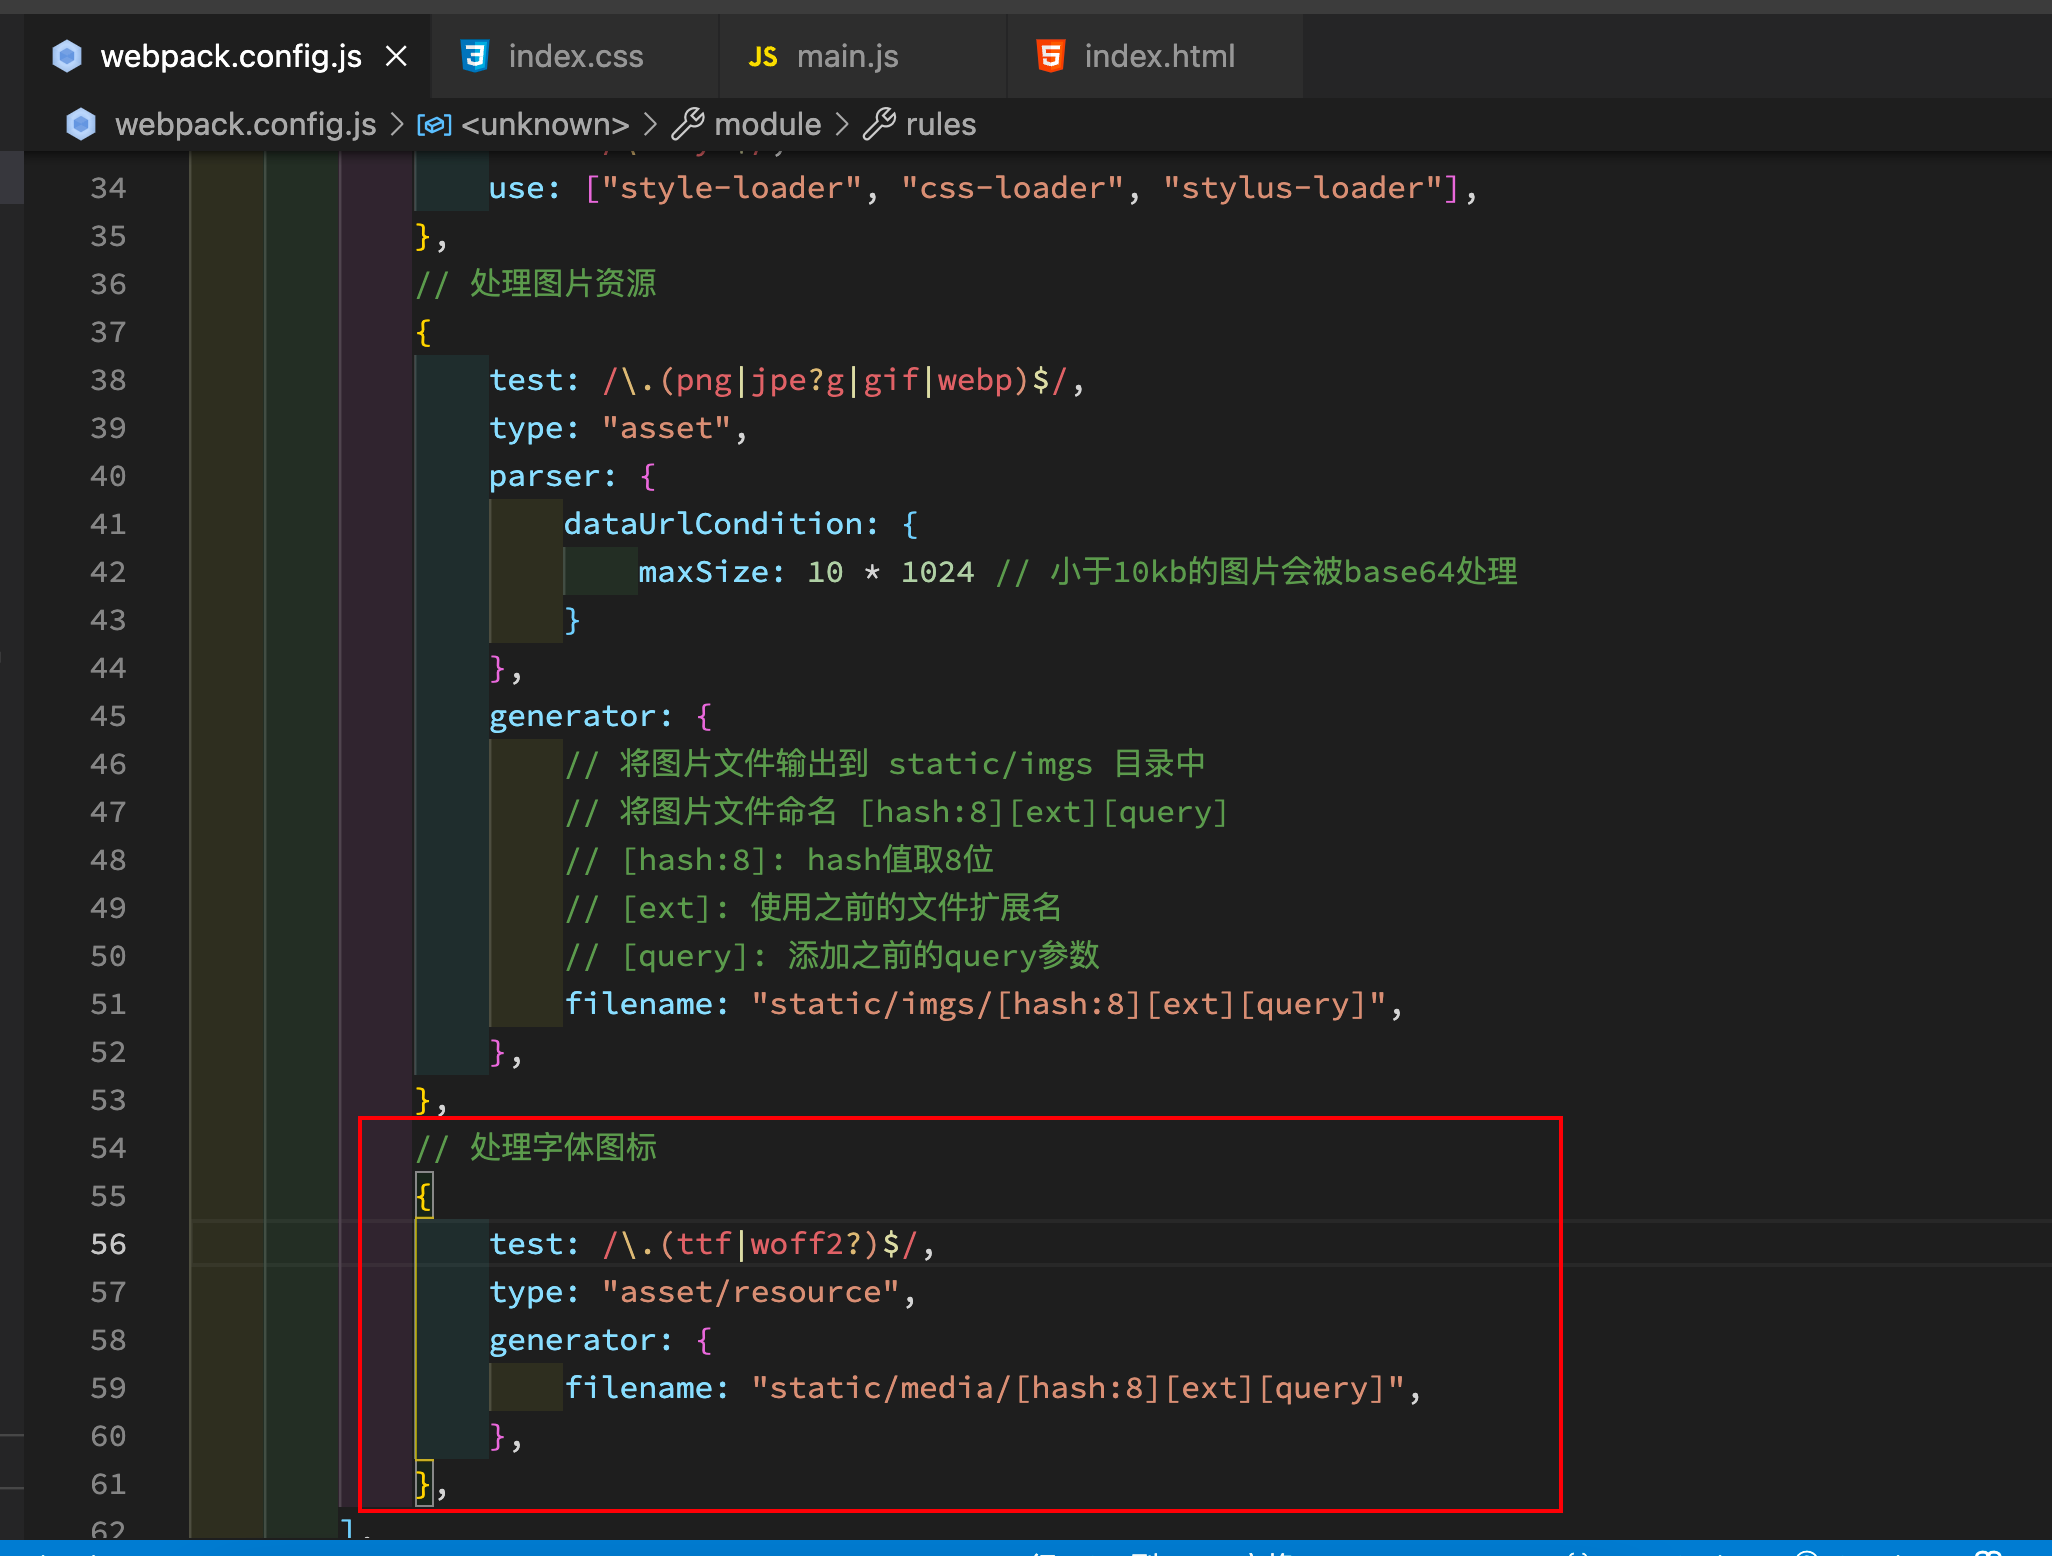 webpack.config.js index.css JS main.js index.html
webpack.config.js > <unknown> > module > rules
34 use: ["style-loader", "css-loader", "stylus-loader"],
35 },
36 // 处理图片资源
37 {
38 test: /\.(png|jpe?g|gif|webp)$/,
39 type: "asset",
40 parser: {
41 dataUrlCondition: {
42 maxSize: 10 * 1024 // 小于10kb的图片会被base64处理
43 }
44 },
45 generator: {
46 // 将图片文件输出到 static/imgs 目录中
47 // 将图片文件命名 [hash:8][ext][query]
48 // [hash:8]: hash值取8位
49 // [ext]: 使用之前的文件扩展名
50 // [query]: 添加之前的query参数
51 filename: "static/imgs/[hash:8][ext][query]",
52 },
53 },
54 // 处理字体图标
55 {
56 test: /\.(ttf|woff2?)$/,
57 type: "asset/resource",
58 generator: {
59 filename: "static/media/[hash:8][ext][query]",
60 },
61 },
62 ],